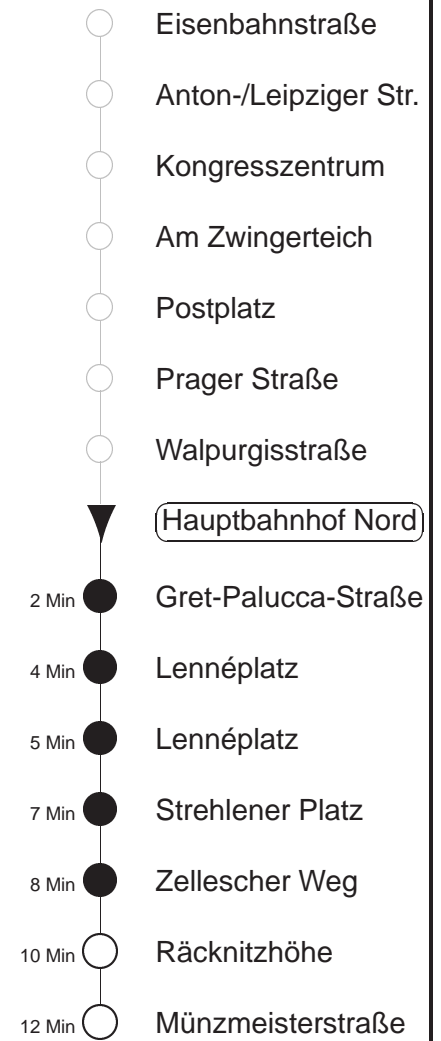 Eisenbahnstraße
Anton-/Leipziger Str.
Kongresszentrum
Am Zwingerteich
Postplatz
Prager Straße
Walpurgisstraße
Hauptbahnhof Nord
2 Min Gret-Palucca-Straße
4 Min Lennéplatz
5 Min Lennéplatz
7 Min Strehlener Platz
8 Min Zellescher Weg
10 Min Räcknitzhöhe
12 Min Münzmeisterstraße